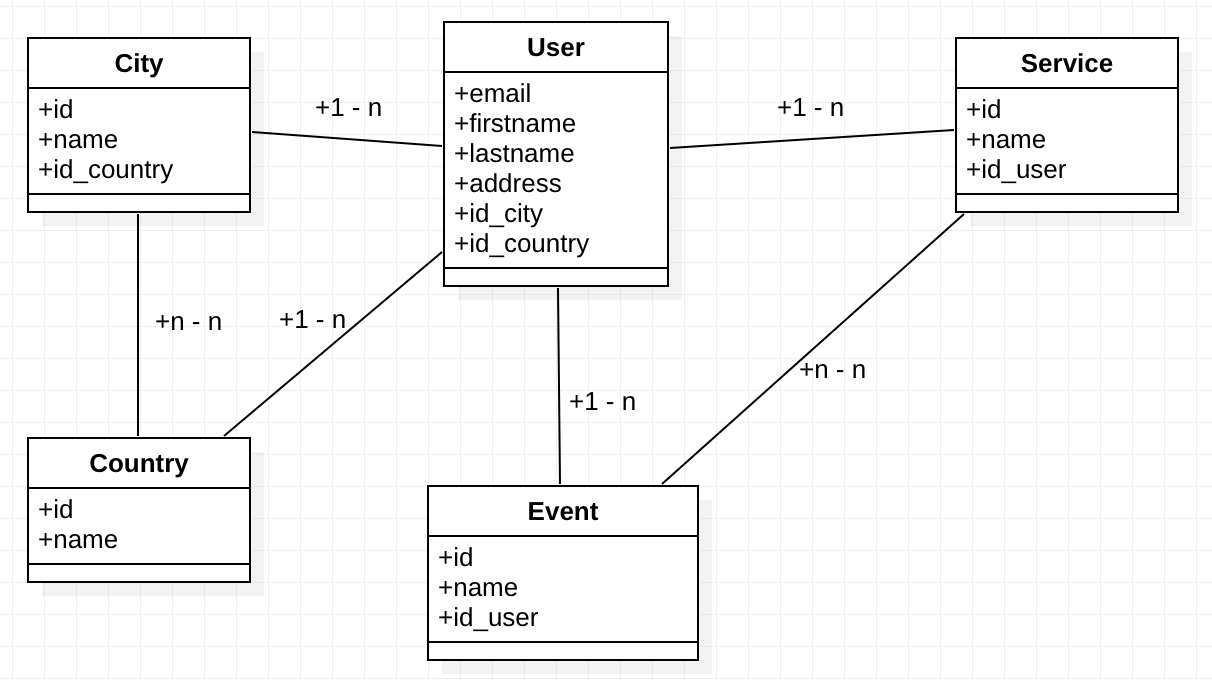 City
+id
+name
+id_country
+1 - n
User
+email
+firstname
+lastname
+address
+id_city
+id_country
+1 - n
Service
+id
+name
+id_user
+n - n
+1 - n
+1 - n
+n - n
Country
+id
+name
Event
+id
+name
+id_user